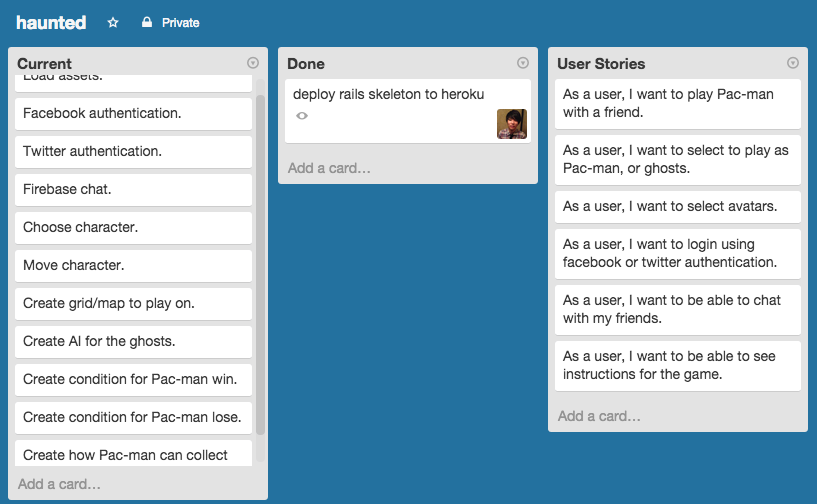 haunted
Private
Current
Load assets.
Facebook authentication.
Twitter authentication.
Firebase chat.
Choose character.
Move character.
Create grid/map to play on.
Create AI for the ghosts.
Create condition for Pac-man win.
Create condition for Pac-man lose.
Create how Pac-man can collect
Add a card…
Done
deploy rails skeleton to heroku
Add a card…
User Stories
As a user, I want to play Pac-man
with a friend.
As a user, I want to select to play as
Pac-man, or ghosts.
As a user, I want to select avatars.
As a user, I want to login using
facebook or twitter authentication.
As a user, I want to be able to chat
with my friends.
As a user, I want to be able to see
instructions for the game.
Add a card…